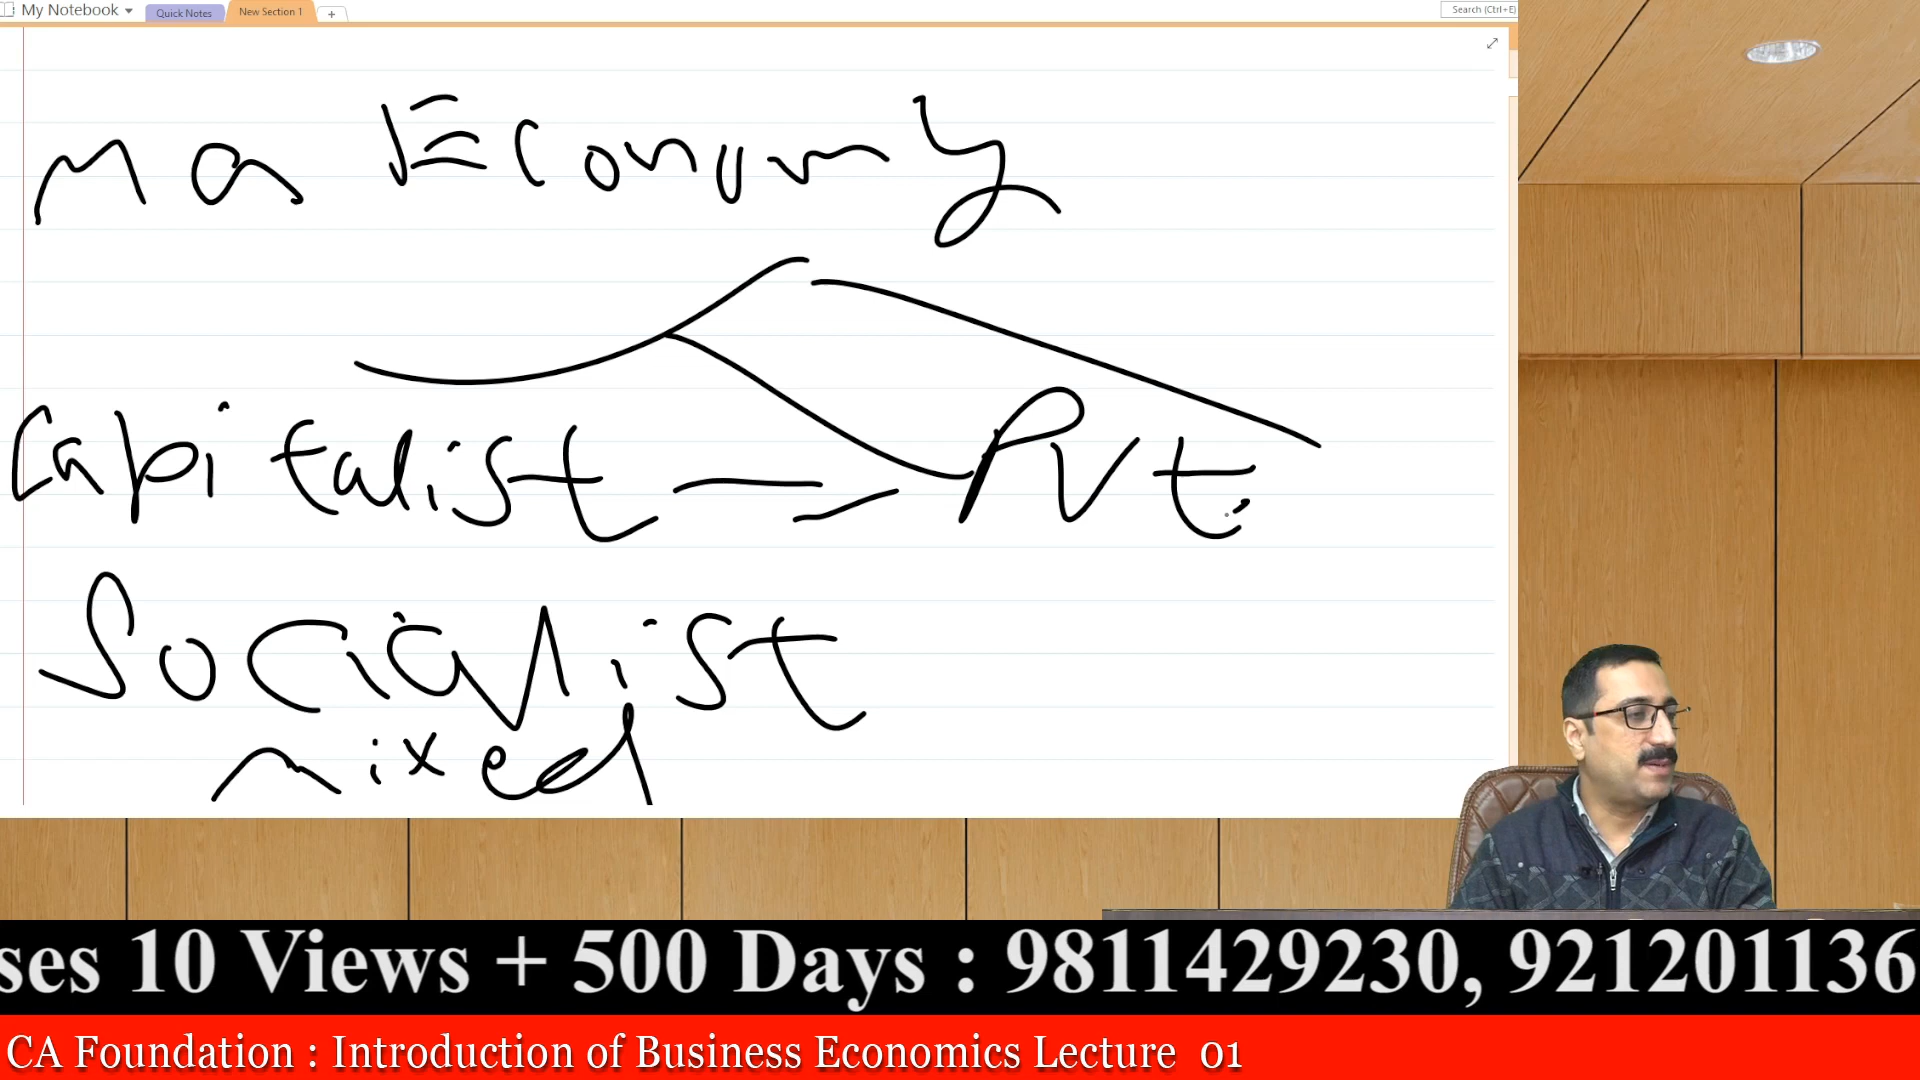 My Notebook Quick Notes New Section 1 + Search (Ctrl+E)
Economy
Capitalist Pvt.
Socialist
mixed
ses 10 Views + 500 Days : 9811429230, 921201136
CA Foundation : Introduction of Business Economics Lecture 01